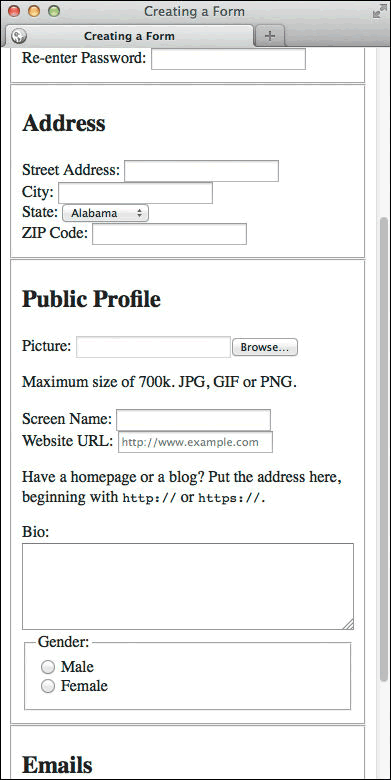 Creating a Form
Creating a Form
Re-enter Password:
Address
Street Address:
City:
State: Alabama
ZIP Code:
Public Profile
Picture: Browse...
Maximum size of 700k. JPG, GIF or PNG.
Screen Name:
Website URL: http://www.example.com
Have a homepage or a blog? Put the address here,
beginning with http:// or https://.
Bio:
Gender:
Male
Female
Emails